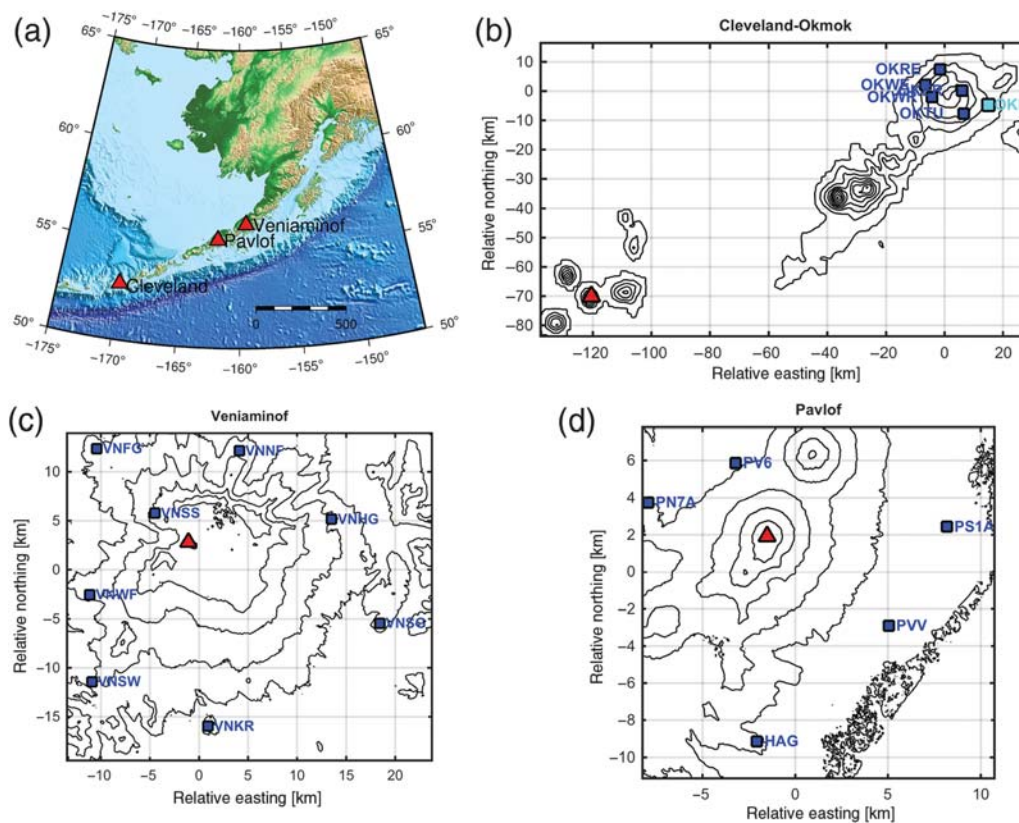 (a)
−175° −170° −165° −160° −155° −150°
65° 65°
60° 60°
55° 55°
50° 50°
Veniaminof
Pavlof
Cleveland
0 500
−175° −170° −165° −160° −155° −150°
(b)
Cleveland-Okmok
Relative northing [km]
10
0
−10
−20
−30
−40
−50
−60
−70
−80
OKRE
OKWE
OKWR
OKTU
−120 −100 −80 −60 −40 −20 0 20
Relative easting [km]
(c)
Veniaminof
Relative northing [km]
10
5
0
−5
−10
−15
VNFG
VNNF
VNSS
VNHG
VNWF
VNSO
VNSW
VNKR
−10 −5 0 5 10 15 20
Relative easting [km]
(d)
Pavlof
Relative northing [km]
6
4
2
0
−2
−4
−6
−8
−10
PV6
PN7A
PS1A
PVV
HAG
−5 0 5 10
Relative easting [km]